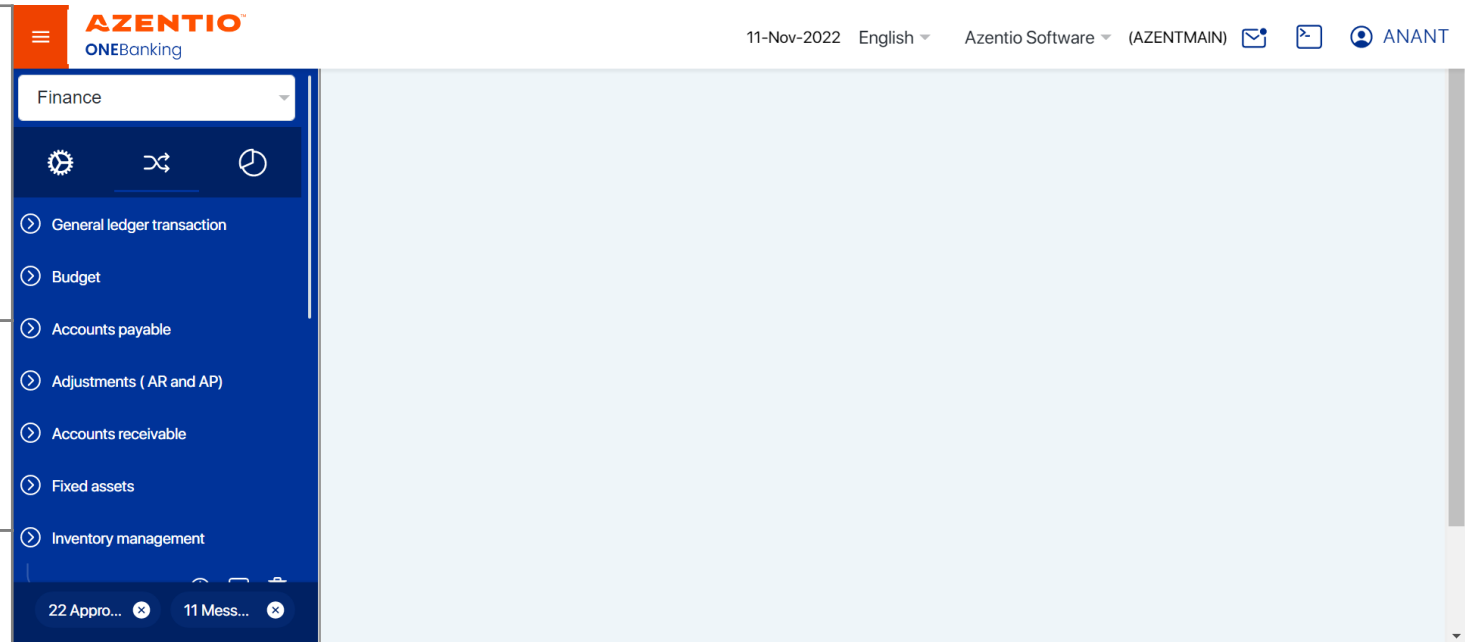 AZENTIO
ONEBanking
11-Nov-2022 English Azentio Software (AZENTMAIN) ANANT
Finance
General ledger transaction
Budget
Accounts payable
Adjustments ( AR and AP)
Accounts receivable
Fixed assets
Inventory management
22 Appro... 11 Mess...